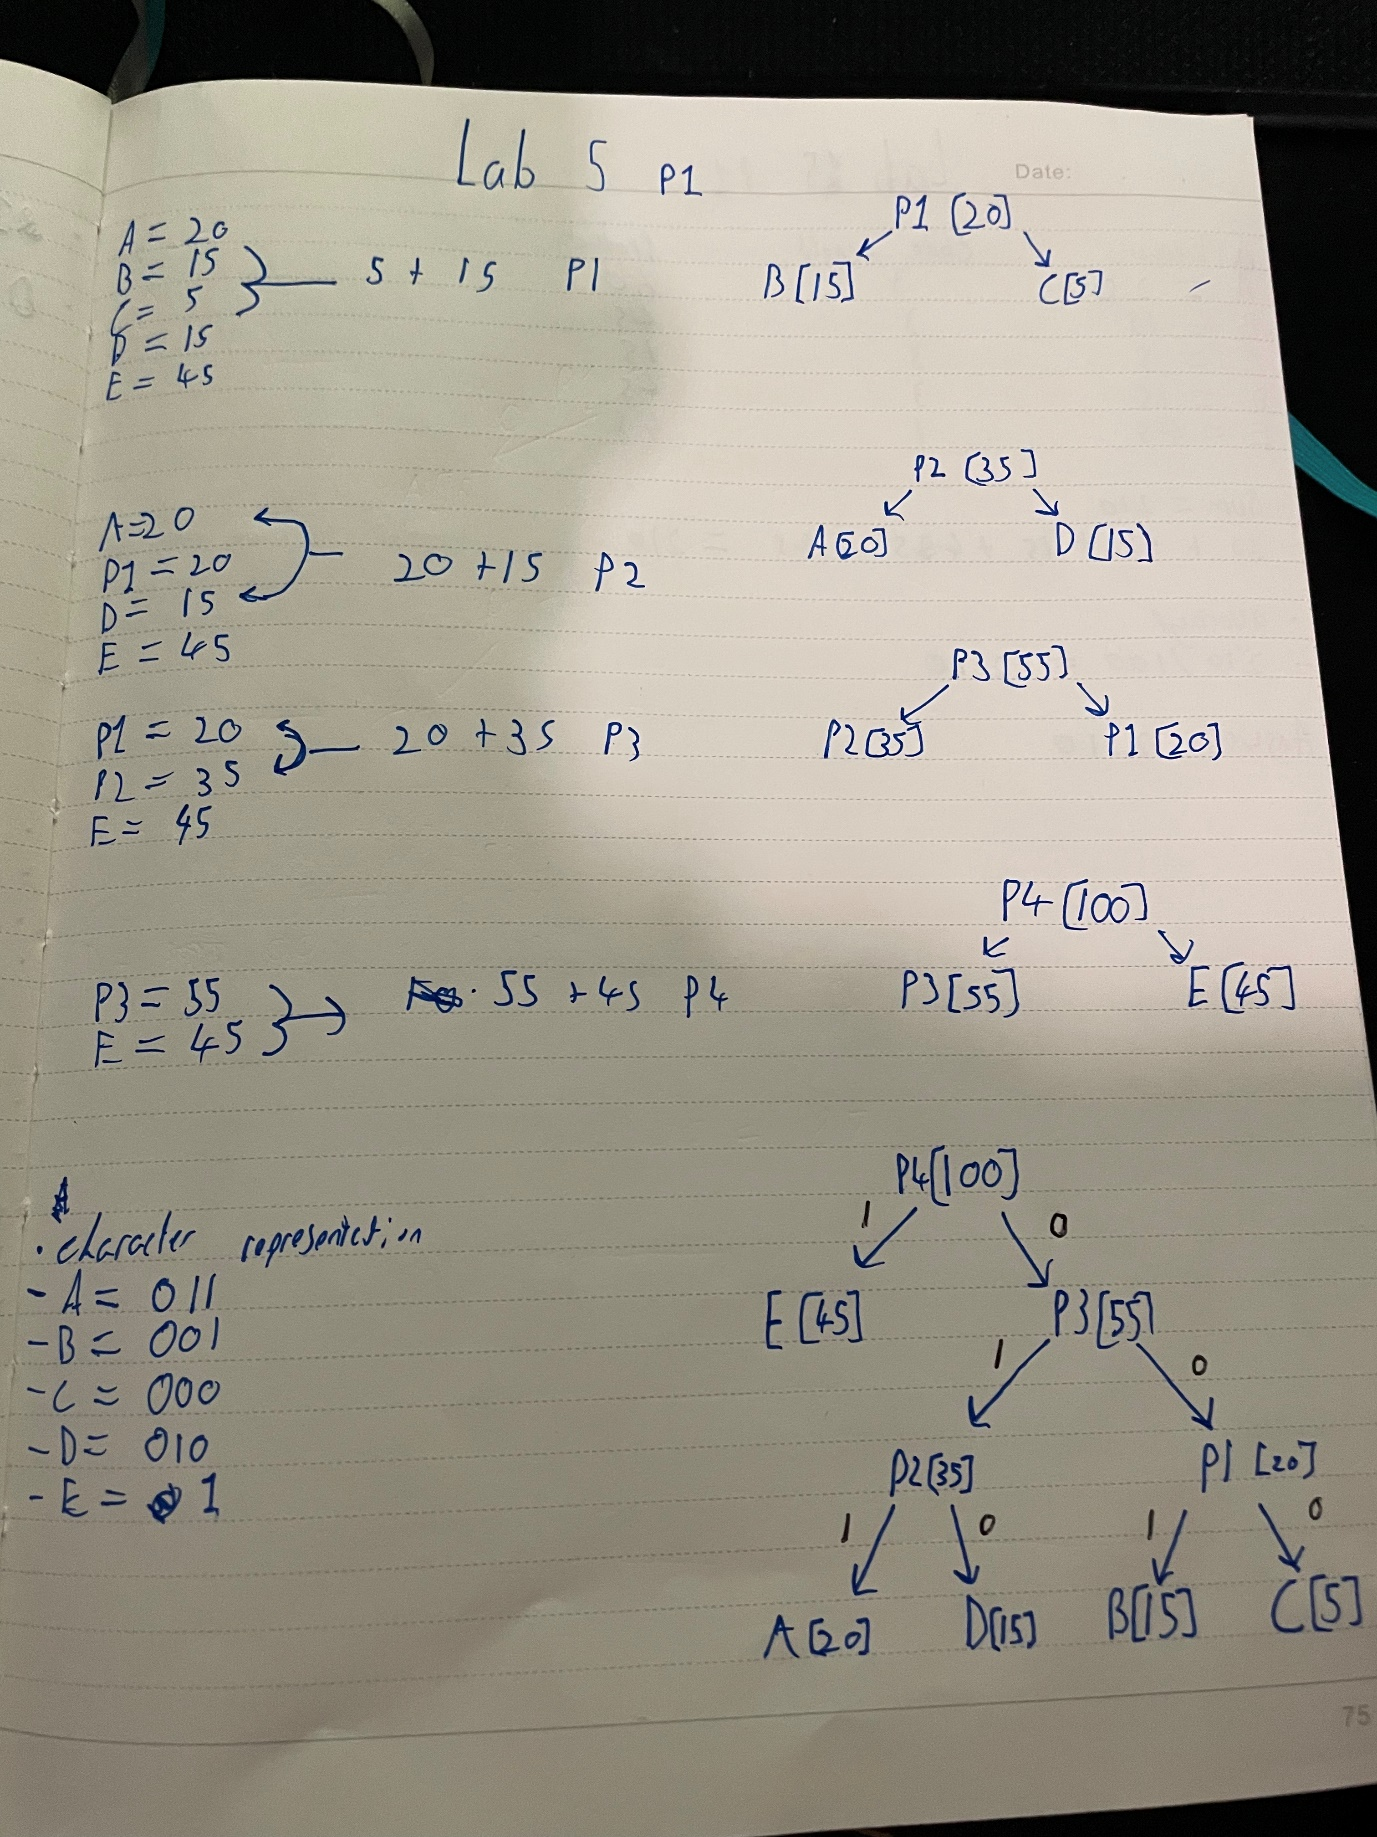 Lab 5 P1
Date:
A = 20
B = 15
C = 5
D = 15
E = 45
5 + 15 P1
P1 [20]
B [15] C[5]
A=20
P1 = 20
D = 15
E = 45
20 + 15 P2
P2 [35]
A[20] D [15]
P1 = 20
P2 = 35
E = 45
20 + 35 P3
P3 [55]
P2[35] P1 [20]
P3 = 55
E = 45
55 + 45 P4
P4 [100]
P3 [55] E [45]
• character representation
- A = 011
- B = 001
- C = 000
- D = 010
- E = 1
P4[100]
1 0
E [45] P3[55]
1 0
P2[35] P1 [20]
1 0 1 0
A [20] D[15] B[15] C[5]
75